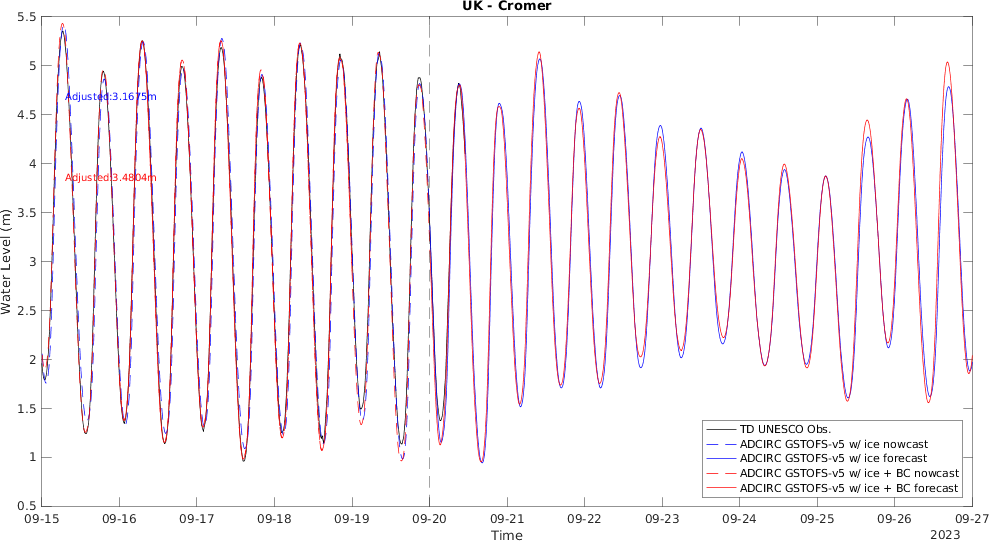 UK - Cromer
5.5
5
4.5
4
3.5
3
2.5
2
1.5
1
0.5
Water Level (m)
Adjusted:3.1675m
Adjusted:3.4804m
TD UNESCO Obs.
ADCIRC GSTOFS-v5 w/ ice nowcast
ADCIRC GSTOFS-v5 w/ ice forecast
ADCIRC GSTOFS-v5 w/ ice + BC nowcast
ADCIRC GSTOFS-v5 w/ ice + BC forecast
09-15 09-16 09-17 09-18 09-19 09-20 09-21 09-22 09-23 09-24 09-25 09-26 09-27
Time
2023